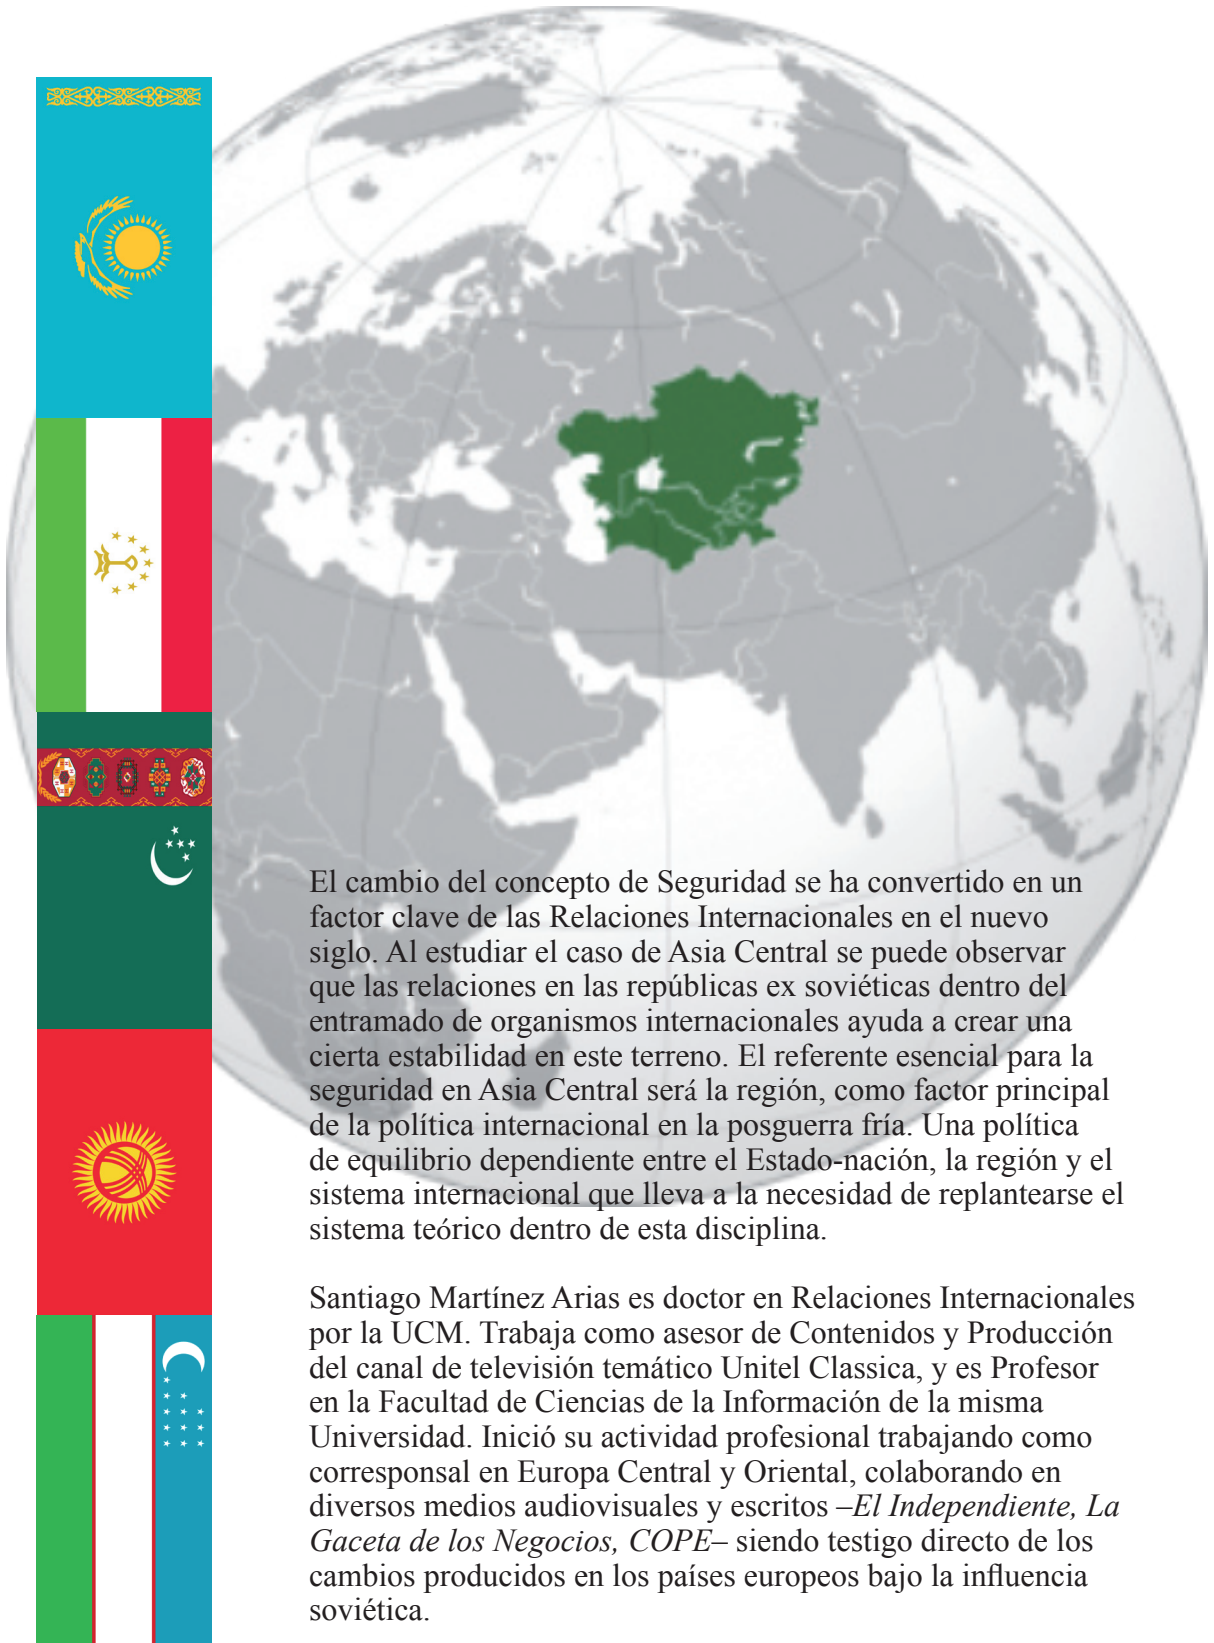 El cambio del concepto de Seguridad se ha convertido en un
factor clave de las Relaciones Internacionales en el nuevo
siglo. Al estudiar el caso de Asia Central se puede observar
que las relaciones en las repúblicas ex soviéticas dentro del
entramado de organismos internacionales ayuda a crear una
cierta estabilidad en este terreno. El referente esencial para la
seguridad en Asia Central será la región, como factor principal
de la política internacional en la posguerra fría. Una política
de equilibrio dependiente entre el Estado-nación, la región y el
sistema internacional que lleva a la necesidad de replantearse el
sistema teórico dentro de esta disciplina.

Santiago Martínez Arias es doctor en Relaciones Internacionales
por la UCM. Trabaja como asesor de Contenidos y Producción
del canal de televisión temático Unitel Classica, y es Profesor
en la Facultad de Ciencias de la Información de la misma
Universidad. Inició su actividad profesional trabajando como
corresponsal en Europa Central y Oriental, colaborando en
diversos medios audiovisuales y escritos –El Independiente, La
Gaceta de los Negocios, COPE– siendo testigo directo de los
cambios producidos en los países europeos bajo la influencia
soviética.